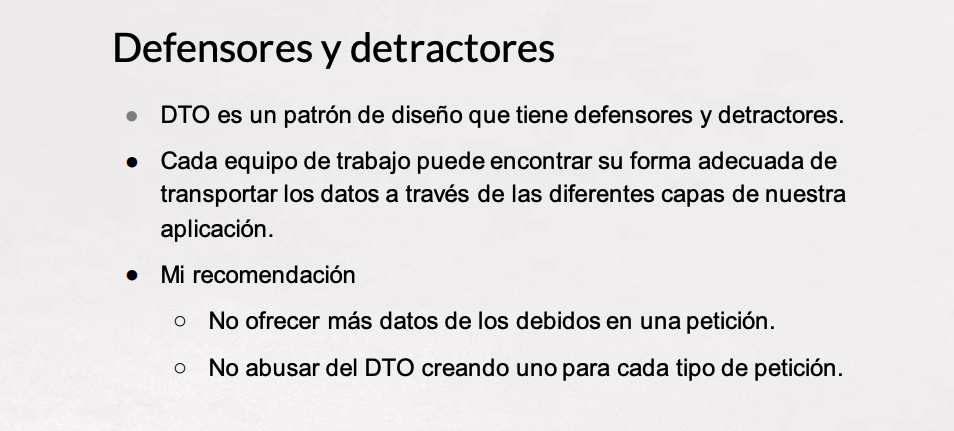 Defensores y detractores
● DTO es un patrón de diseño que tiene defensores y detractores.
● Cada equipo de trabajo puede encontrar su forma adecuada de
transportar los datos a través de las diferentes capas de nuestra
aplicación.
● Mi recomendación
○ No ofrecer más datos de los debidos en una petición.
○ No abusar del DTO creando uno para cada tipo de petición.